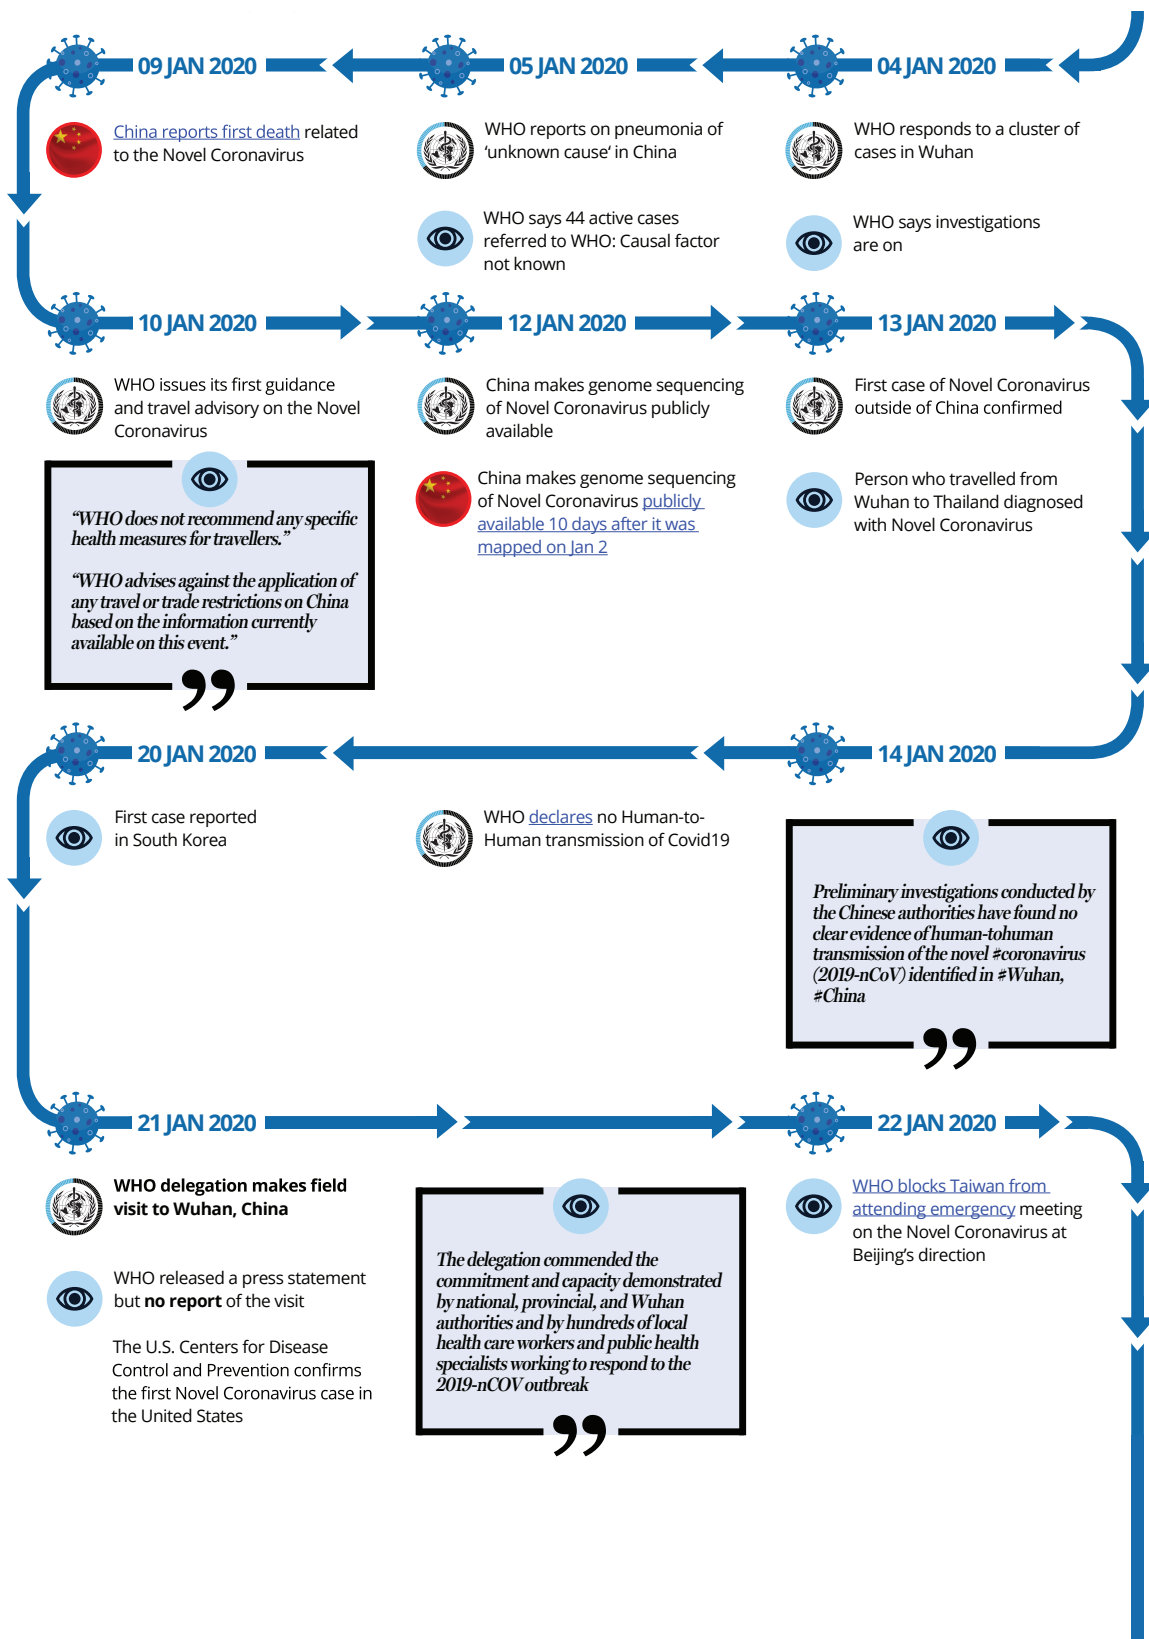 04 JAN 2020
WHO responds to a cluster of
cases in Wuhan
WHO says investigations
are on
05 JAN 2020
WHO reports on pneumonia of
‘unknown cause‘ in China
WHO says 44 active cases
referred to WHO: Causal factor
not known
09 JAN 2020
China reports first death related
to the Novel Coronavirus
10 JAN 2020
WHO issues its first guidance
and travel advisory on the Novel
Coronavirus
“WHO does not recommend any specific
health measures for travellers.”
“WHO advises against the application of
any travel or trade restrictions on China
based on the information currently
available on this event.”
12 JAN 2020
China makes genome sequencing
of Novel Coronavirus publicly
available
China makes genome sequencing
of Novel Coronavirus publicly
available 10 days after it was
mapped on Jan 2
13 JAN 2020
First case of Novel Coronavirus
outside of China confirmed
Person who travelled from
Wuhan to Thailand diagnosed
with Novel Coronavirus
14 JAN 2020
Preliminary investigations conducted by
the Chinese authorities have found no
clear evidence of human-tohuman
transmission of the novel #coronavirus
(2019-nCoV) identified in #Wuhan,
#China
WHO declares no Human-to-
Human transmission of Covid19
20 JAN 2020
First case reported
in South Korea
21 JAN 2020
WHO delegation makes field
visit to Wuhan, China
WHO released a press statement
but no report of the visit
The U.S. Centers for Disease
Control and Prevention confirms
the first Novel Coronavirus case in
the United States
The delegation commended the
commitment and capacity demonstrated
by national, provincial, and Wuhan
authorities and by hundreds of local
health care workers and public health
specialists working to respond to the
2019-nCOV outbreak
22 JAN 2020
WHO blocks Taiwan from
attending emergency meeting
on the Novel Coronavirus at
Beijing’s direction